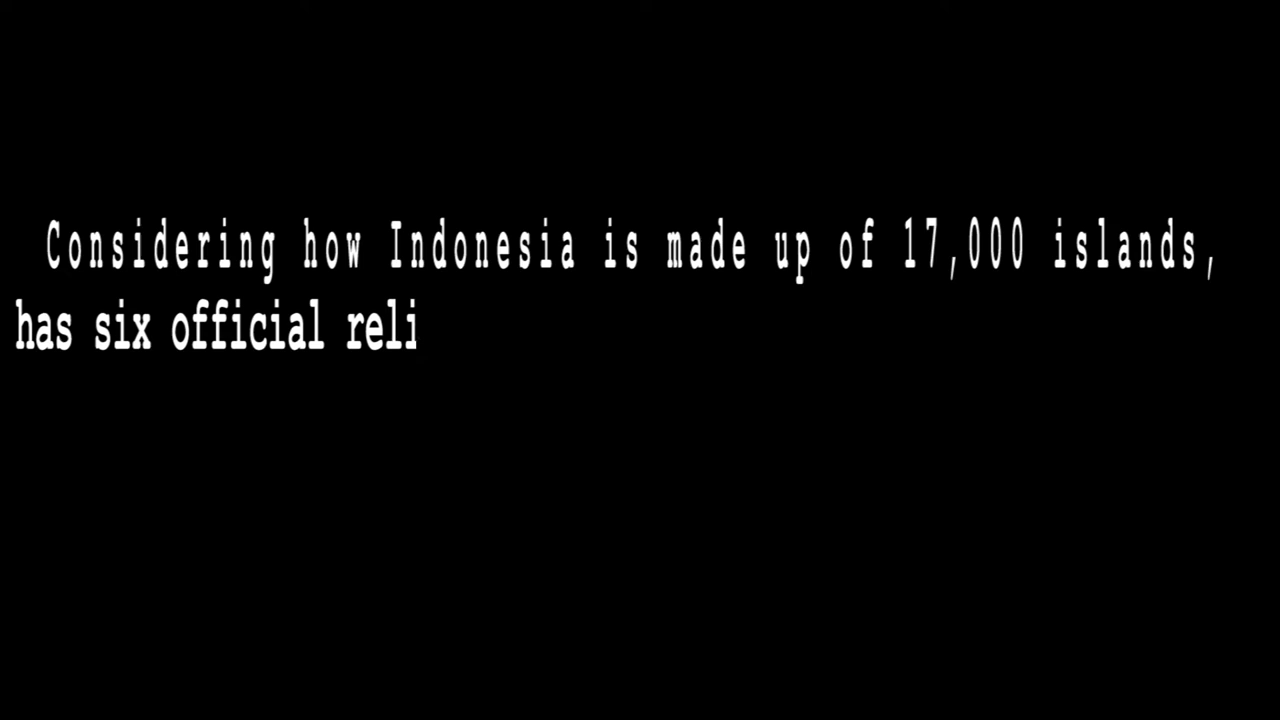 Considering how Indonesia is made up of 17,000 islands,
has six official reli